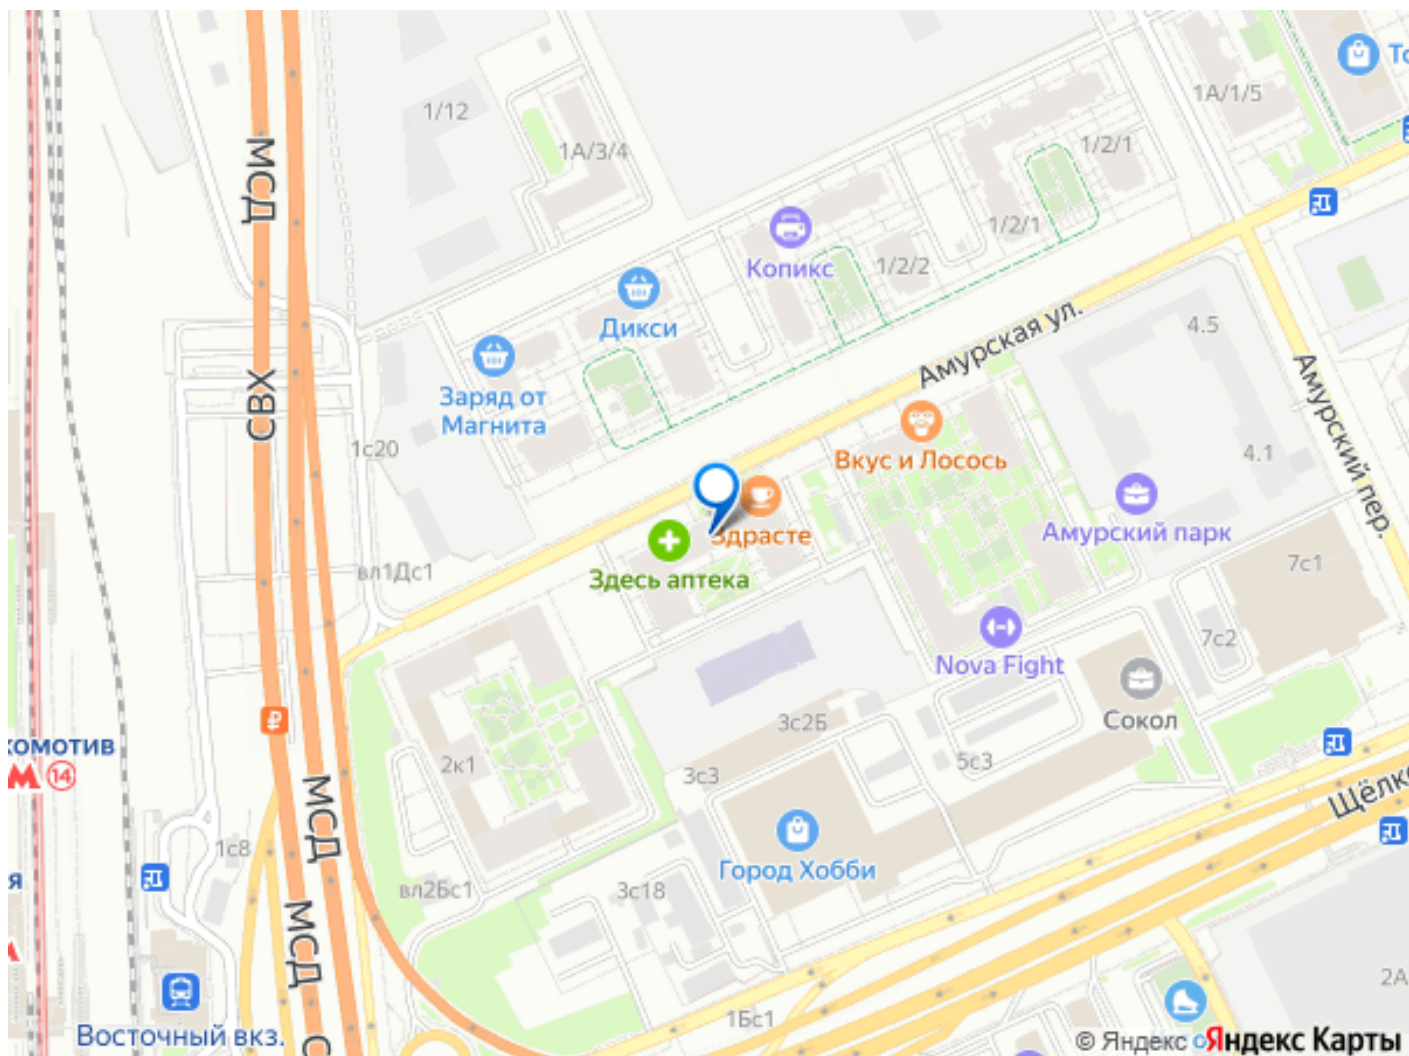 МСД
1/12
1А/3/4
1А/1/5
1/2/1
1/2/1
1/2/2
Копикс
Дикси
Заряд от
Магнита
СВХ
1с20
Амурская ул.
4.5
4.1
Амурский пер.
Вкус и Лосось
Амурский парк
Здрасте
Здесь аптека
вл1Дс1
7с1
7с2
Nova Fight
Сокол
3с2Б
5с3
3с3
2к1
комотив
14
МСД
Щёлк
Город Хобби
1с8
вл2Бс1
3с18
МСД
Восточный вкз.
1Бс1
2А
© Яндекс
Яндекс Карты